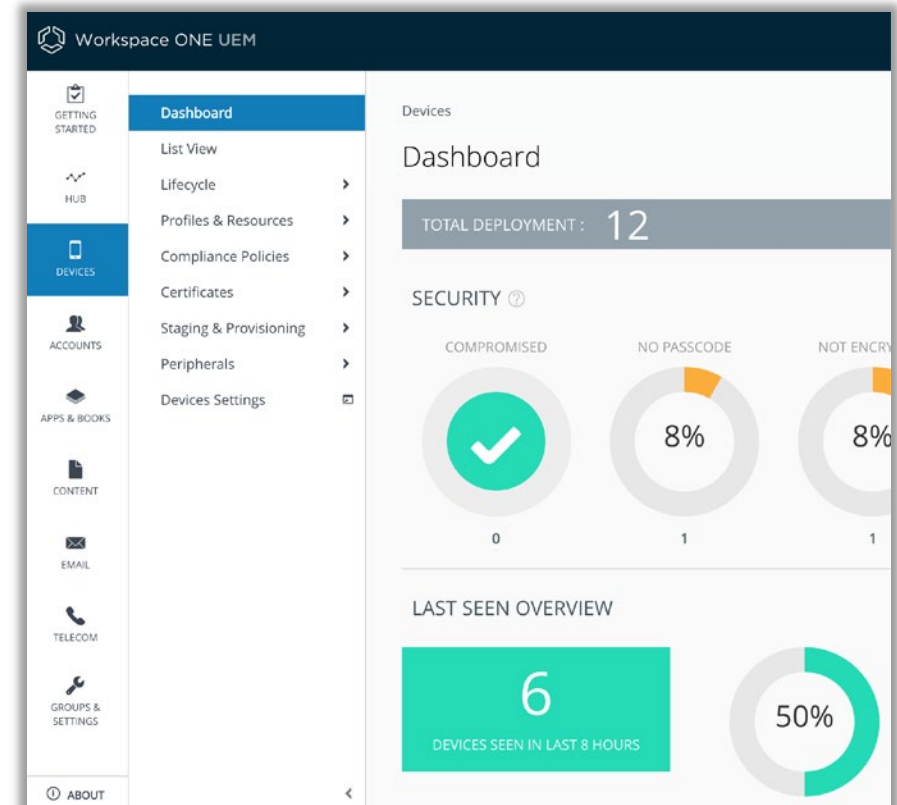 Workspace ONE UEM
GETTING
STARTED
HUB
DEVICES
ACCOUNTS
APPS & BOOKS
CONTENT
EMAIL
TELECOM
GROUPS &
SETTINGS
ABOUT
Dashboard
List View
Lifecycle
Profiles & Resources
Compliance Policies
Certificates
Staging & Provisioning
Peripherals
Devices Settings
Devices
Dashboard
TOTAL DEPLOYMENT : 12
SECURITY
COMPROMISED NO PASSCODE NOT ENCRY
8% 8%
0 1 1
LAST SEEN OVERVIEW
6
DEVICES SEEN IN LAST 8 HOURS
50%